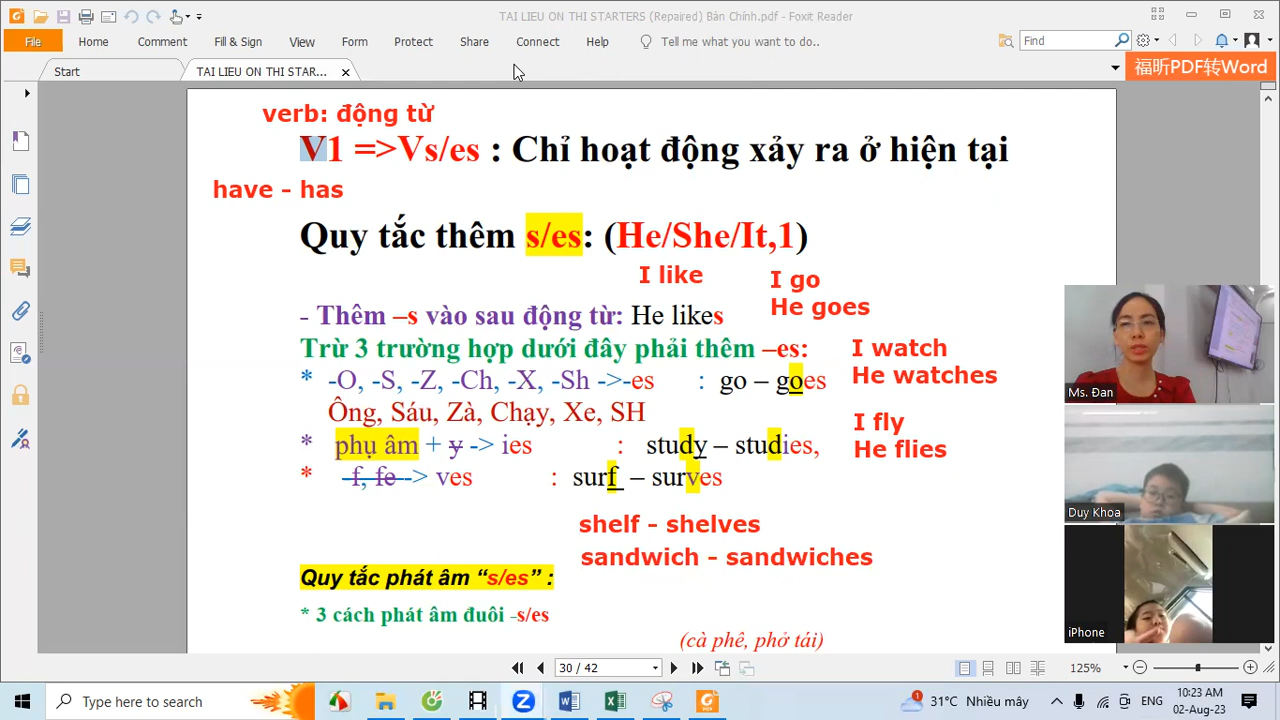 TAI LIEU ON THI STARTERS (Repaired) Bản Chính.pdf - Foxit Reader
File Home Comment Fill & Sign View Form Protect Share Connect Help Tell me what you want to do.. Find
Start TAI LIEU ON THI STAR... 福昕PDF转Word
verb: động từ
V1 =>Vs/es : Chỉ hoạt động xảy ra ở hiện tại
have - has
Quy tắc thêm s/es: (He/She/It,1)
I like
I go
He goes
- Thêm –s vào sau động từ: He likes
Trừ 3 trường hợp dưới đây phải thêm –es:
I watch
He watches
* -O, -S, -Z, -Ch, -X, -Sh ->-es : go – goes
Ông, Sáu, Zà, Chạy, Xe, SH
I fly
He flies
* phụ âm + y -> ies : study – studies,
* -f, fe -> ves : surf – surves
shelf - shelves
sandwich - sandwiches
Quy tắc phát âm “s/es” :
* 3 cách phát âm đuôi -s/es
(cà phê, phở tái)
Ms. Đan
Duy Khoa
iPhone
30 / 42
125%
Type here to search
1
31°C Nhiều mây
ENG
10:23 AM
02-Aug-23